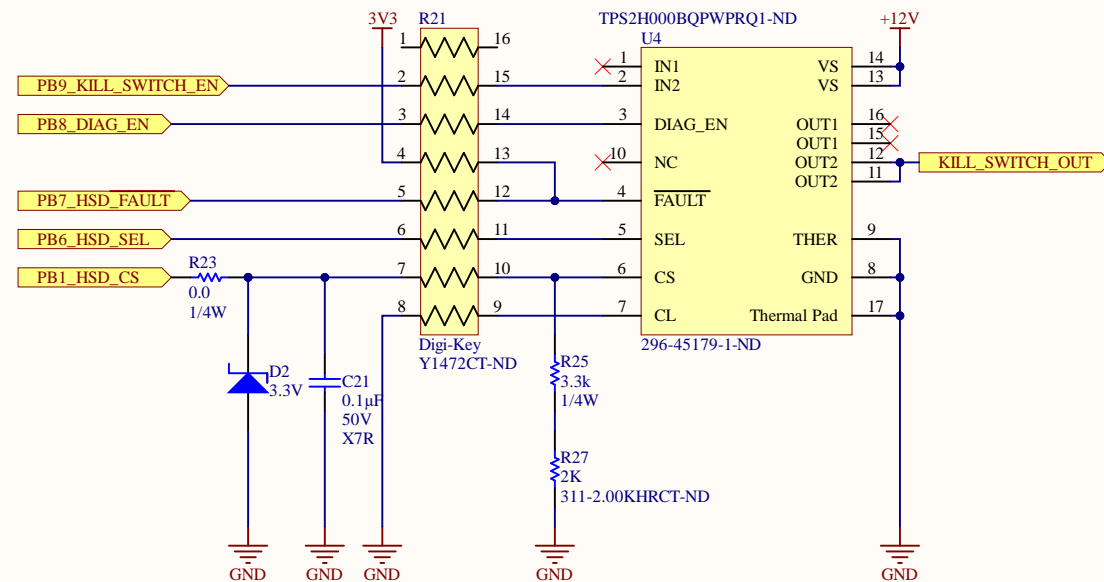 3V3
R21
TPS2H000BQPWPRQ1-ND
U4
+12V
1
16
1
IN1
VS
14
PB9_KILL_SWITCH_EN
2
15
2
IN2
VS
13
PB8_DIAG_EN
3
14
3
DIAG_EN
OUT1
16
OUT1
15
4
13
10
NC
OUT2
12
KILL_SWITCH_OUT
OUT2
11
PB7_HSD_FAULT
5
12
4
FAULT
PB6_HSD_SEL
6
11
5
SEL
THER
9
PB1_HSD_CS
R23
0.0
1/4W
7
10
6
CS
GND
8
8
9
7
CL
Thermal Pad
17
Digi-Key
Y1472CT-ND
296-45179-1-ND
D2
3.3V
C21
0.1µF
50V
X7R
R25
3.3k
1/4W
R27
2K
311-2.00KHRCT-ND
GND
GND
GND
GND
GND